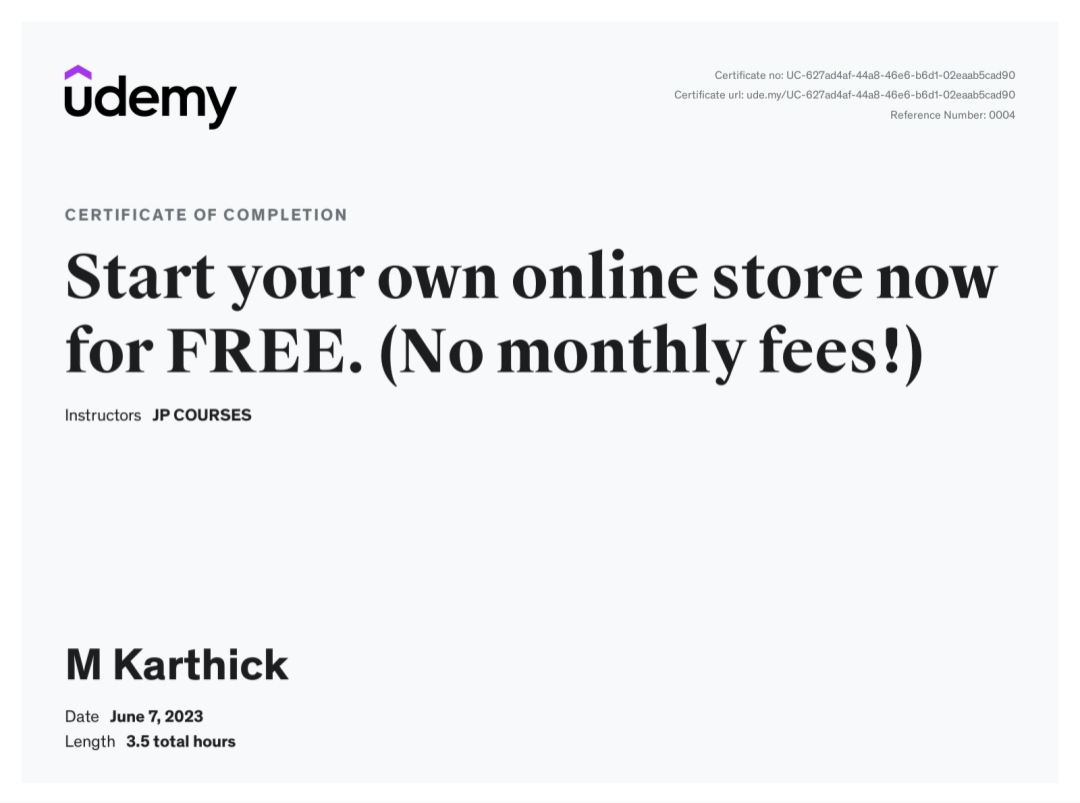 udemy
Certificate no: UC-627ad4af-44a8-46e6-b6d1-02eaab5cad90
Certificate url: ude.my/UC-627ad4af-44a8-46e6-b6d1-02eaab5cad90
Reference Number: 0004
CERTIFICATE OF COMPLETION
Start your own online store now
for FREE. (No monthly fees!)
Instructors JP COURSES
M Karthick
Date June 7, 2023
Length 3.5 total hours